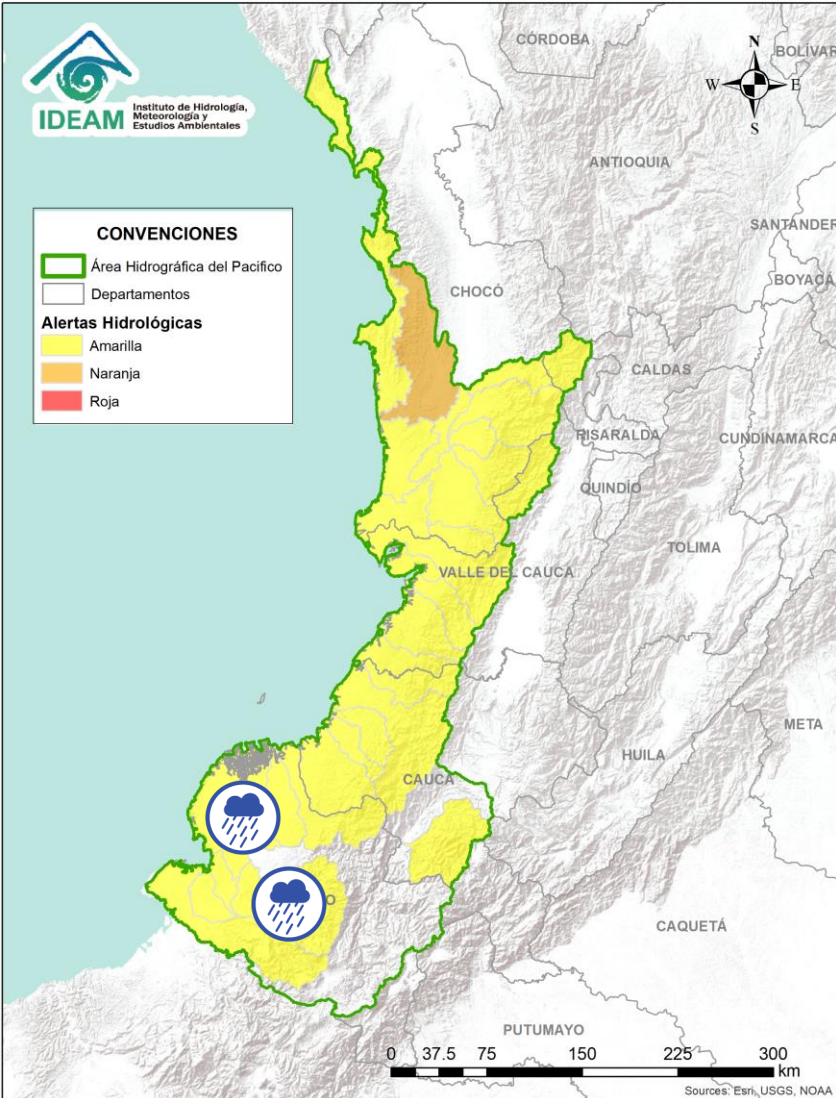 IDEAM
Instituto de Hidrología,
Meteorología y
Estudios Ambientales
N
W E
S
CÓRDOBA
BOLÍVAR
ANTIOQUIA
SANTANDER
BOYACÁ
CHOCÓ
CONVENCIONES
Área Hidrográfica del Pacifico
Departamentos
Alertas Hidrológicas
Amarilla
Naranja
Roja
CALDAS
RISARALDA
CUNDINAMARCA
QUINDÍO
TOLIMA
VALLE DEL CAUCA
META
HUILA
CAUCA
O
CAQUETÁ
PUTUMAYO
0 37.5 75 150 225 300
km
Sources: Esri, USGS, NOAA